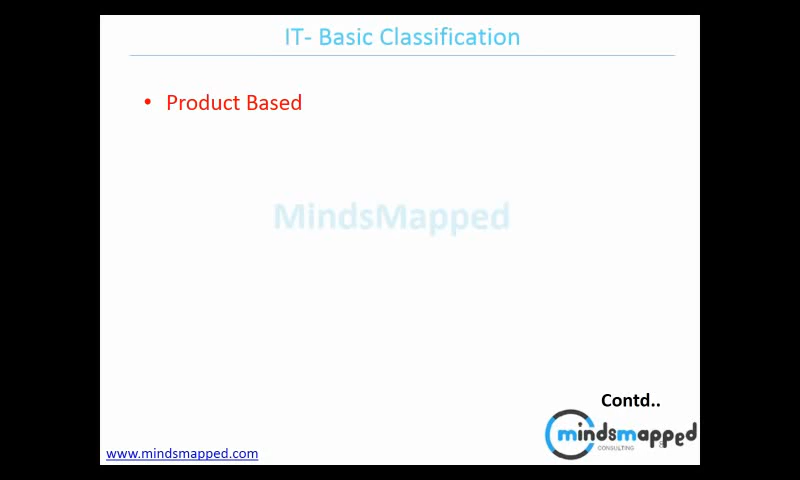 IT- Basic Classification
• Product Based
MindsMapped
Contd..
mindsmapped
CONSULTING
www.mindsmapped.com